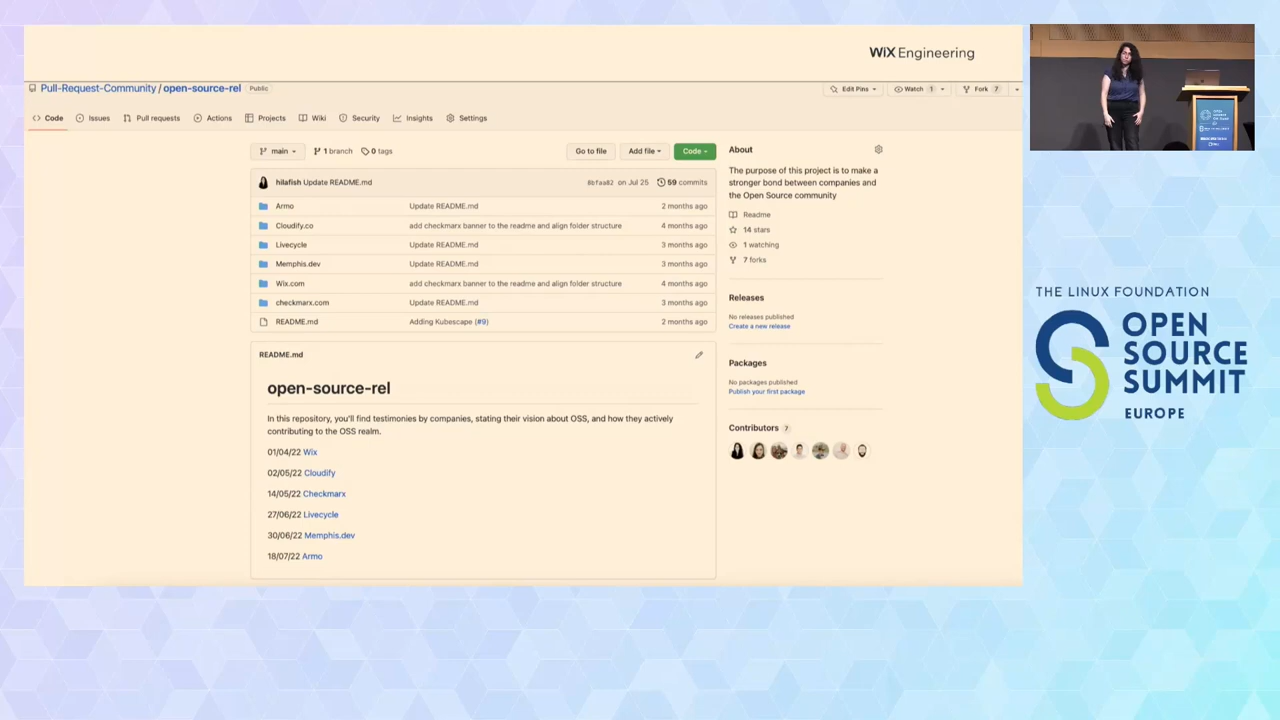 WiX Engineering
Pull-Request-Community / open-source-rel Public
Edit Pins Watch 1 Fork 7
Code Issues Pull requests Actions Projects Wiki Security Insights Settings
main 1 branch 0 tags Go to file Add file Code
hilafish Update README.md 0bfaa82 on Jul 25 59 commits
Armo Update README.md 2 months ago
Cloudify.co add checkmarx banner to the readme and align folder structure 4 months ago
Livecycle Update README.md 3 months ago
Memphis.dev Update README.md 3 months ago
Wix.com add checkmarx banner to the readme and align folder structure 4 months ago
checkmarx.com Update README.md 3 months ago
README.md Adding Kubescape (#9) 2 months ago
README.md
open-source-rel
In this repository, you'll find testimonies by companies, stating their vision about OSS, and how they actively
contributing to the OSS realm.
01/04/22 Wix
02/05/22 Cloudify
14/05/22 Checkmarx
27/06/22 Livecycle
30/06/22 Memphis.dev
18/07/22 Armo
About
The purpose of this project is to make a
stronger bond between companies and
the Open Source community
Readme
14 stars
1 watching
7 forks
Releases
No releases published
Create a new release
Packages
No packages published
Publish your first package
Contributors 7
THE LINUX FOUNDATION
OPEN
SOURCE
SUMMIT
EUROPE